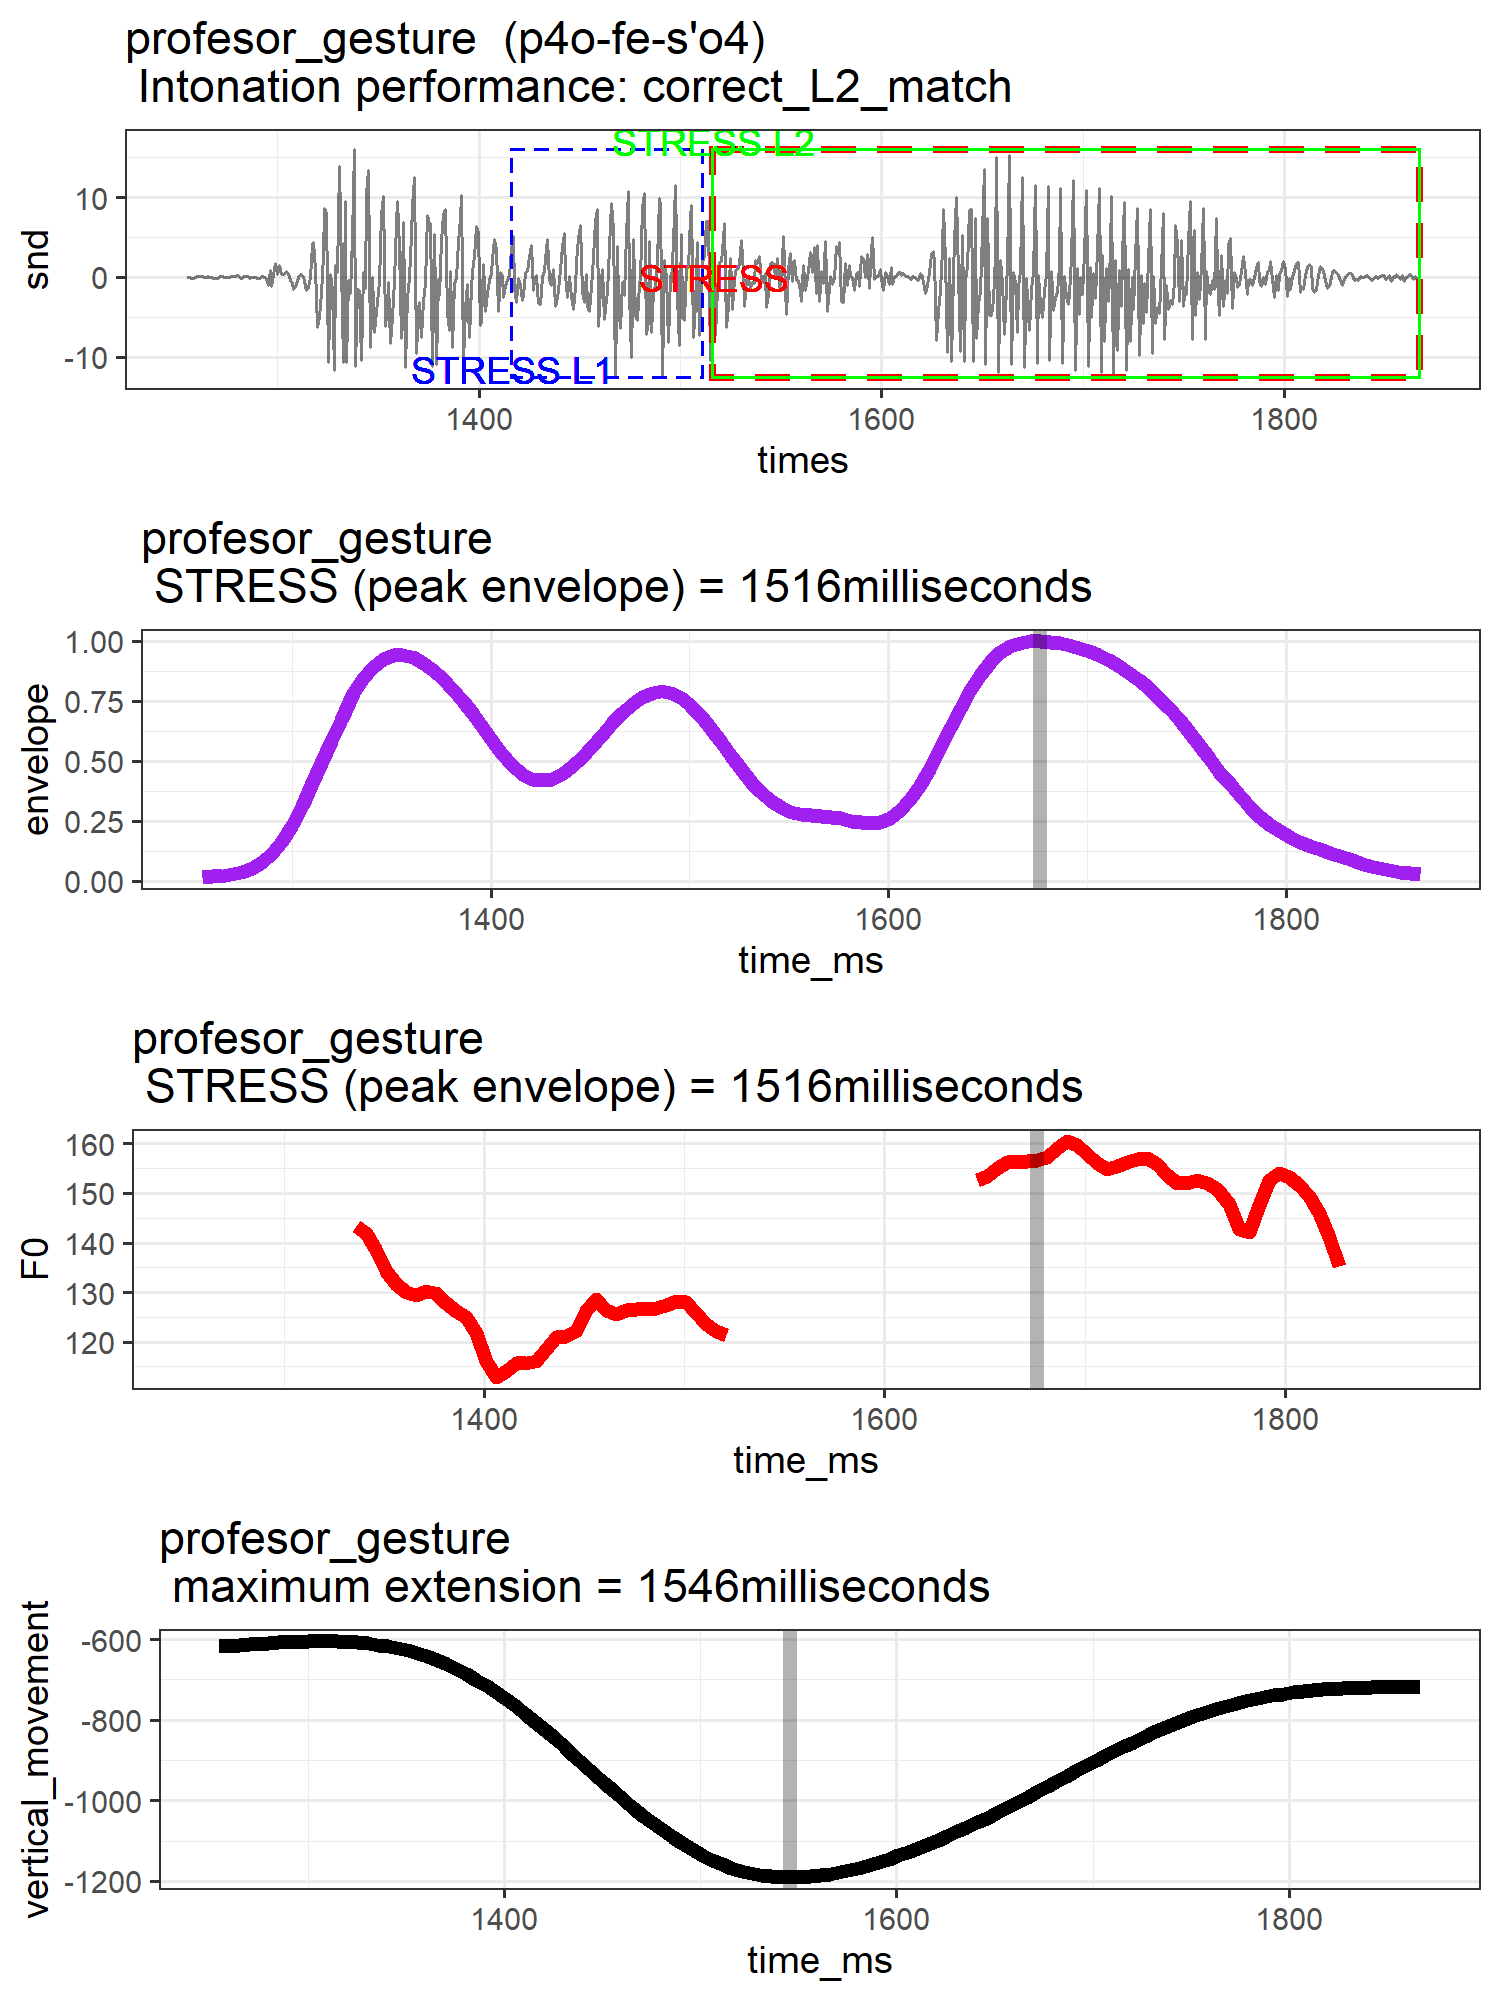 profesor_gesture  (p4o-fe-s'o4)
Intonation performance: correct_L2_match
STRESS L2
STRESS
STRESS L1
snd
10
0
-10
1400
1600
1800
times
profesor_gesture
STRESS (peak envelope) = 1516milliseconds
envelope
1.00
0.75
0.50
0.25
0.00
1400
1600
1800
time_ms
profesor_gesture
STRESS (peak envelope) = 1516milliseconds
F0
160
150
140
130
120
1400
1600
1800
time_ms
profesor_gesture
maximum extension = 1546milliseconds
vertical_movement
-600
-800
-1000
-1200
1400
1600
1800
time_ms